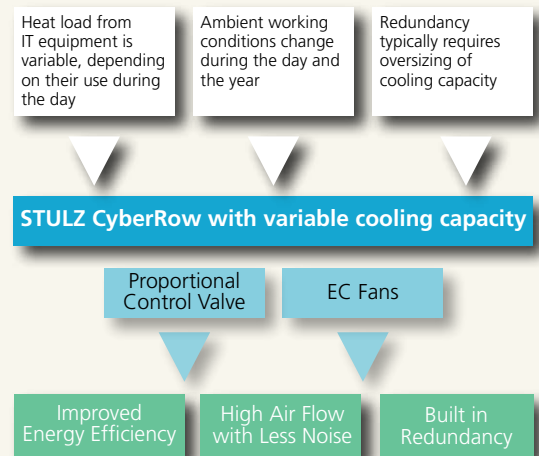 Heat load from
IT equipment is
variable, depending
on their use during
the day
Ambient working
conditions change
during the day and
the year
Redundancy
typically requires
oversizing of
cooling capacity
STULZ CyberRow with variable cooling capacity
Proportional
Control Valve
EC Fans
Improved
Energy Efficiency
High Air Flow
with Less Noise
Built in
Redundancy